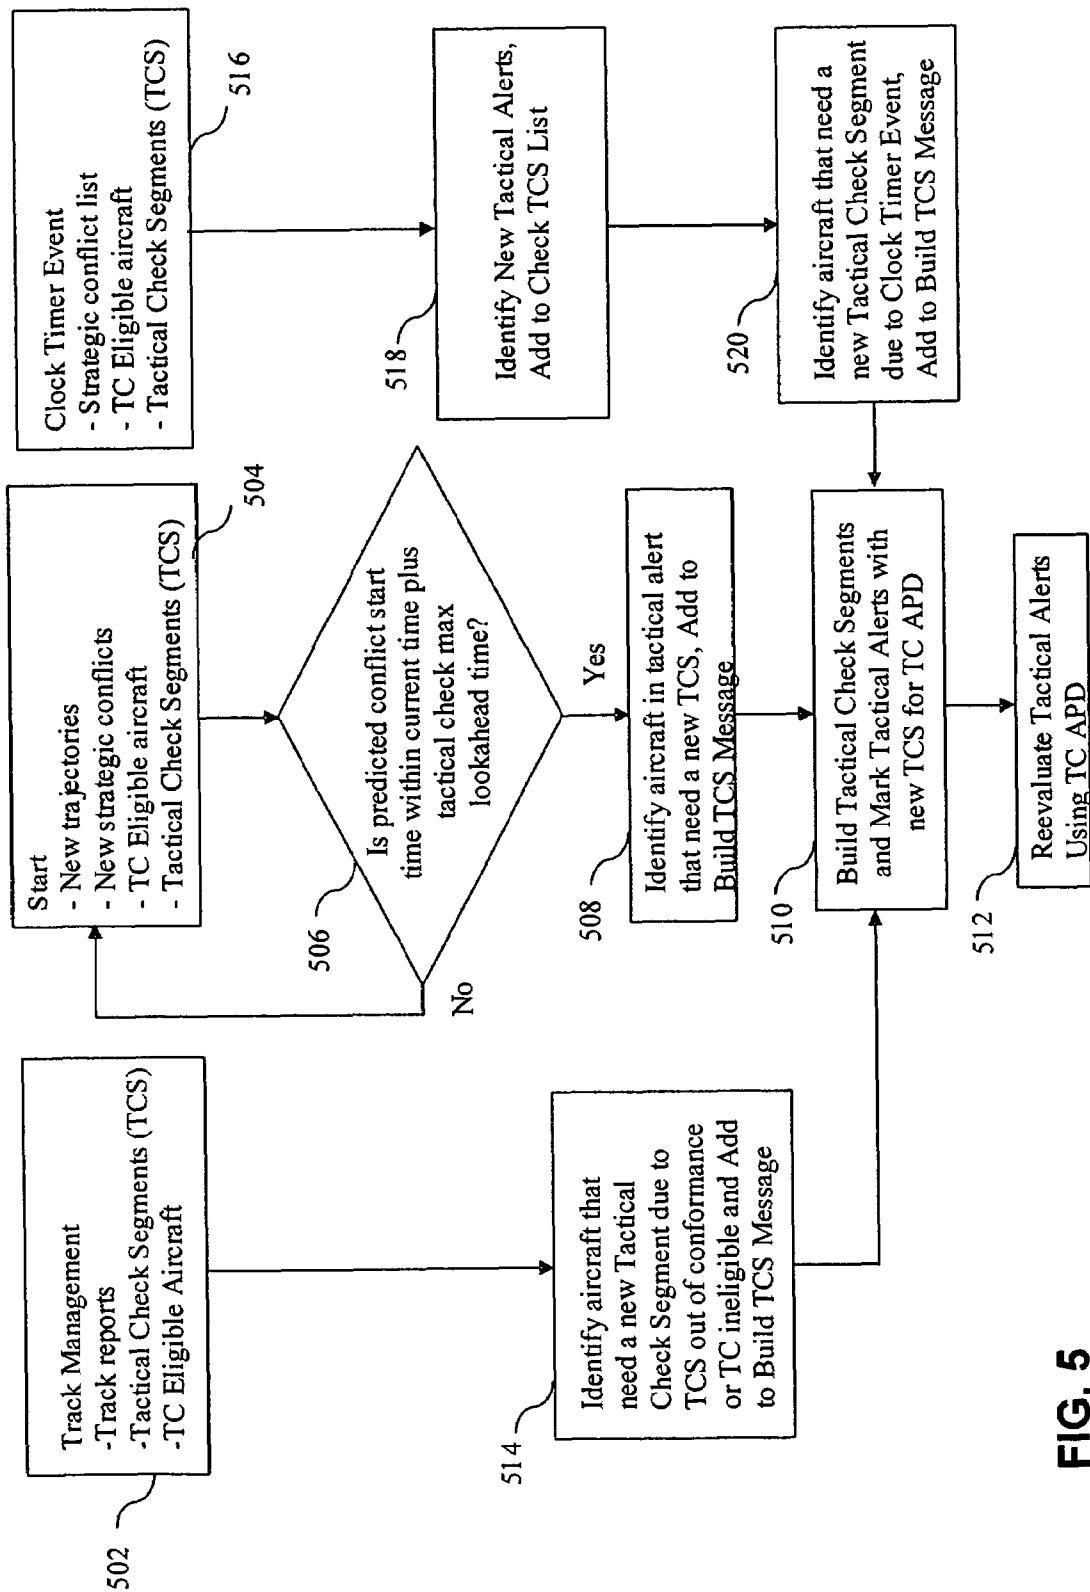 Track Management
-Track reports
-Tactical Check Segments (TCS)
-TC Eligible Aircraft
502
Identify aircraft that
need a new Tactical
Check Segment due to
TCS out of conformance
or TC ineligible and Add
to Build TCS Message
514
Start
- New trajectories
- New strategic conflicts
- TC Eligible aircraft
- Tactical Check Segments (TCS)
504
Is predicted conflict start
time within current time plus
tactical check max
lookahead time?
506
No
Yes
Identify aircraft in tactical alert
that need a new TCS, Add to
Build TCS Message
508
Build Tactical Check Segments
and Mark Tactical Alerts with
new TCS for TC APD
510
Reevaluate Tactical Alerts
Using TC APD
512
Clock Timer Event
- Strategic conflict list
- TC Eligible aircraft
- Tactical Check Segments (TCS)
516
Identify New Tactical Alerts,
Add to Check TCS List
518
Identify aircraft that need a
new Tactical Check Segment
due to Clock Timer Event,
Add to Build TCS Message
520
FIG. 5